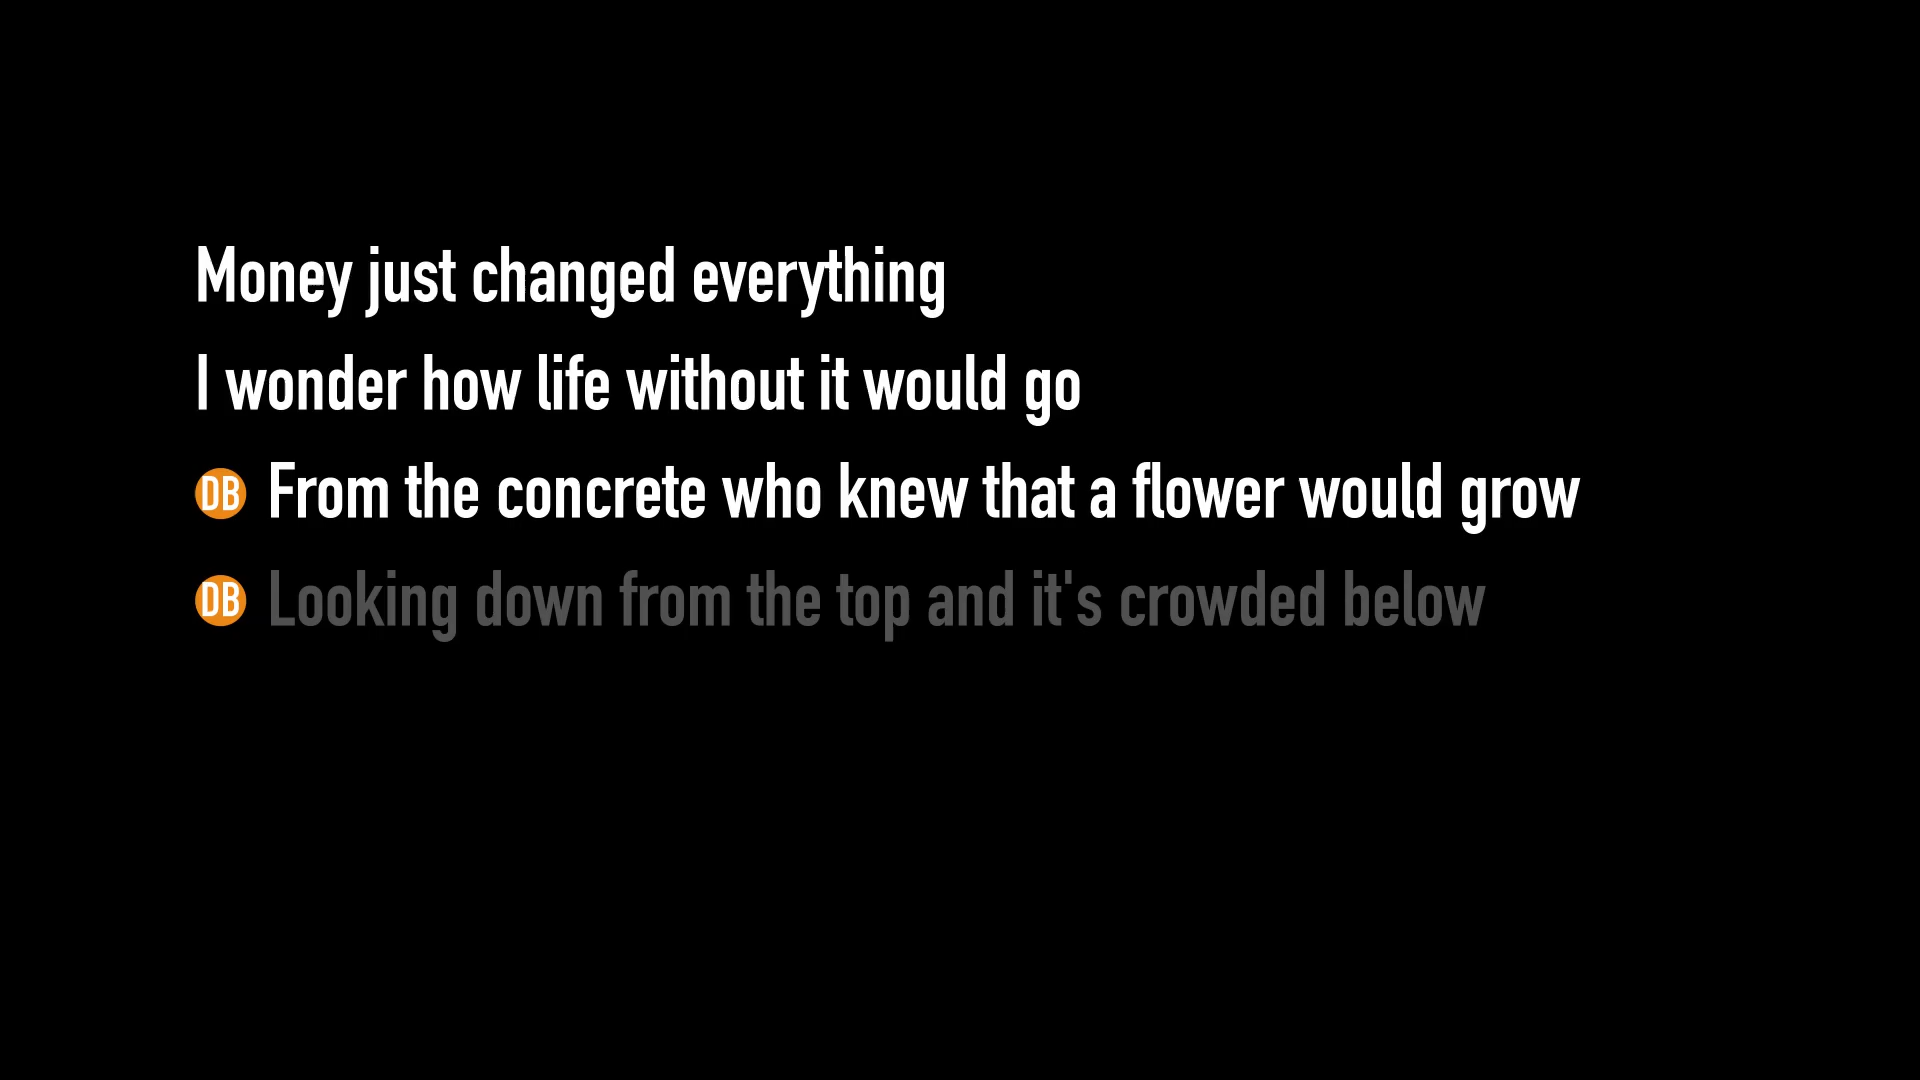 Money just changed everything
I wonder how life without it would go
DB From the concrete who knew that a flower would grow
DB Looking down from the top and it's crowded below